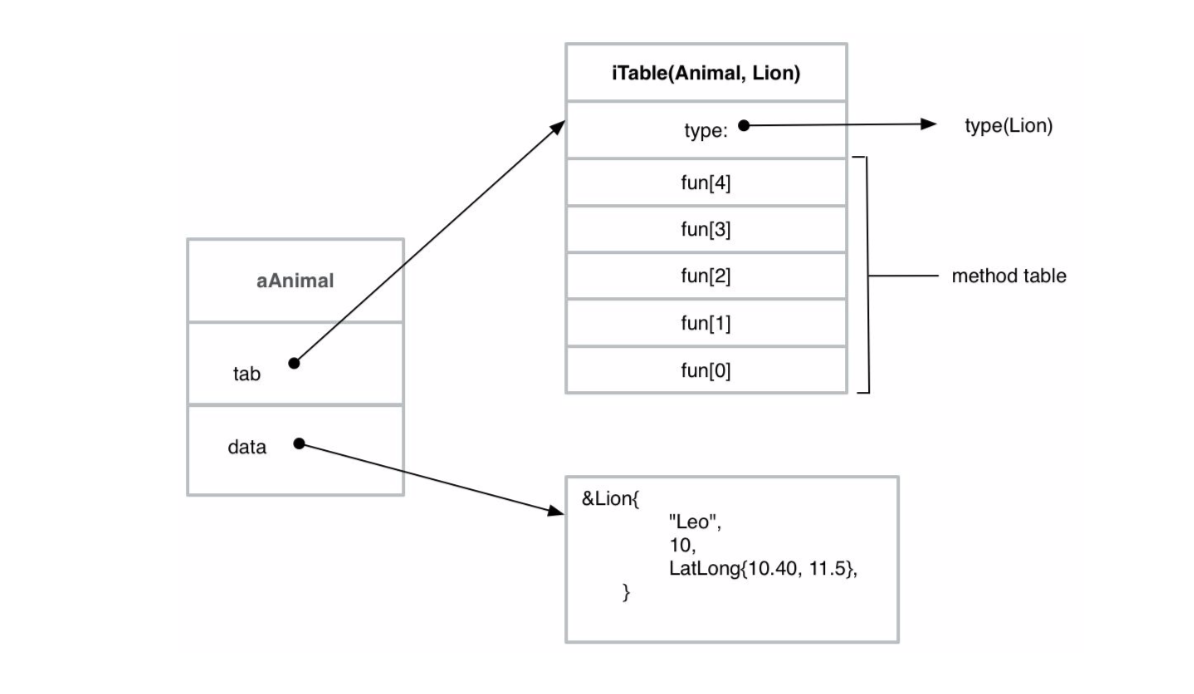 iTable(Animal, Lion)
type:
type(Lion)
fun[4]
fun[3]
fun[2]
fun[1]
fun[0]
method table
aAnimal
tab
data
&Lion{
"Leo",
10,
LatLong{10.40, 11.5},
}